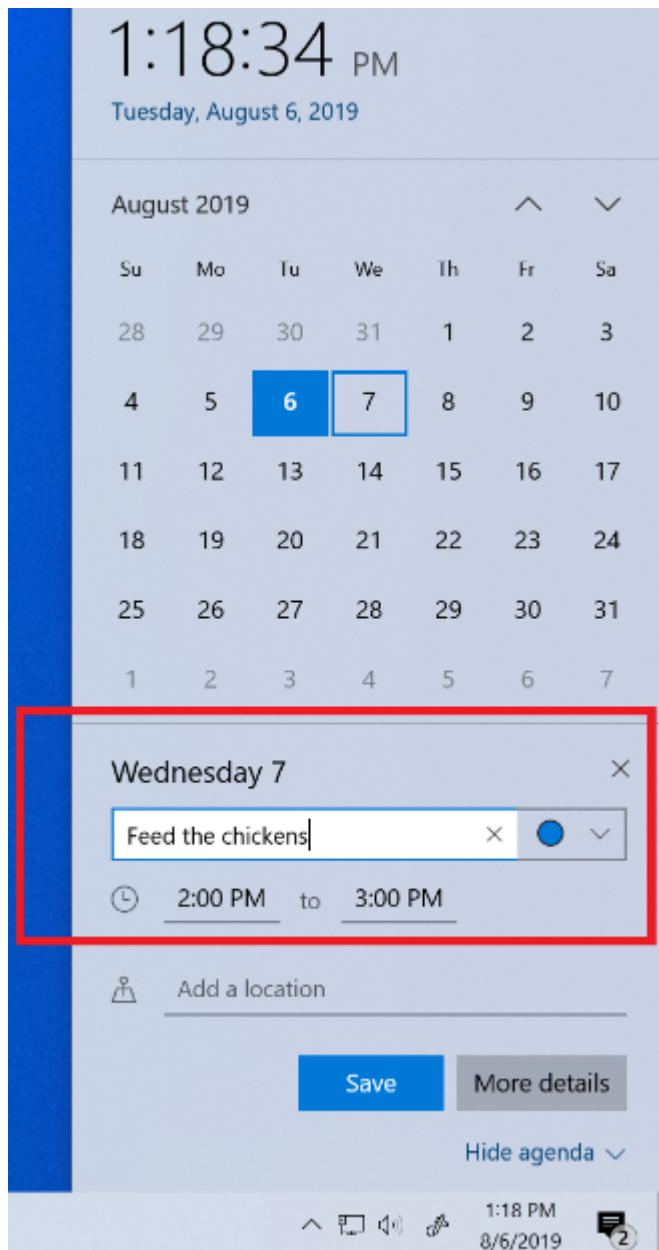 1:18:34 PM
Tuesday, August 6, 2019
August 2019
Su Mo Tu We Th Fr Sa
28 29 30 31 1 2 3
4 5 6 7 8 9 10
11 12 13 14 15 16 17
18 19 20 21 22 23 24
25 26 27 28 29 30 31
1 2 3 4 5 6 7
Wednesday 7
Feed the chickens
2:00 PM to 3:00 PM
Add a location
Save More details
Hide agenda
1:18 PM
8/6/2019
2